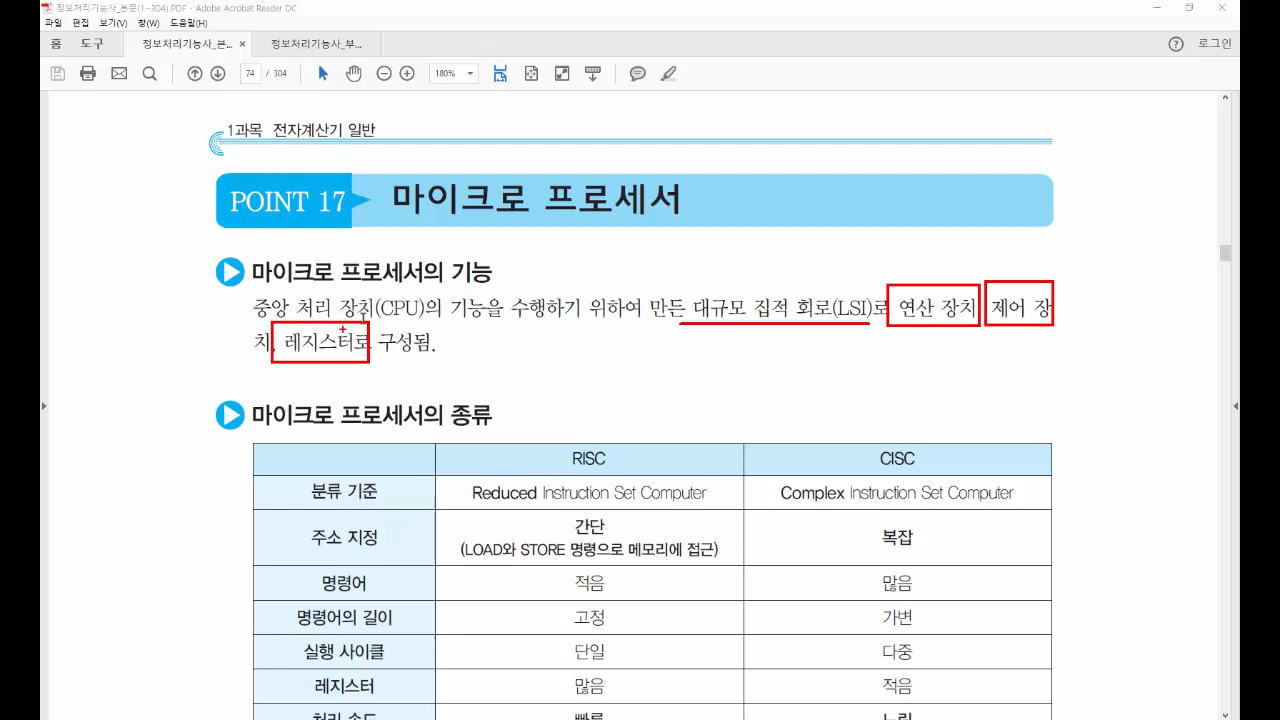 정보처리기능사_본문(1~304).PDF - Adobe Acrobat Reader DC
파일 편집 보기(V) 창(W) 도움말(H)
홈 도구 정보처리기능사_본... × 정보처리기능사_부... 로그인
74 / 304 180%
1과목 전자계산기 일반
POINT 17 마이크로 프로세서
마이크로 프로세서의 기능
중앙 처리 장치(CPU)의 기능을 수행하기 위하여 만든 대규모 집적 회로(LSI)로 연산 장치, 제어 장
치, 레지스터로 구성됨.
마이크로 프로세서의 종류
RISC CISC
분류 기준 Reduced Instruction Set Computer Complex Instruction Set Computer
주소 지정 간단 복잡
(LOAD와 STORE 명령으로 메모리에 접근)
명령어 적음 많음
명령어의 길이 고정 가변
실행 사이클 단일 다중
레지스터 많음 적음
처리 속도 빠름 느림